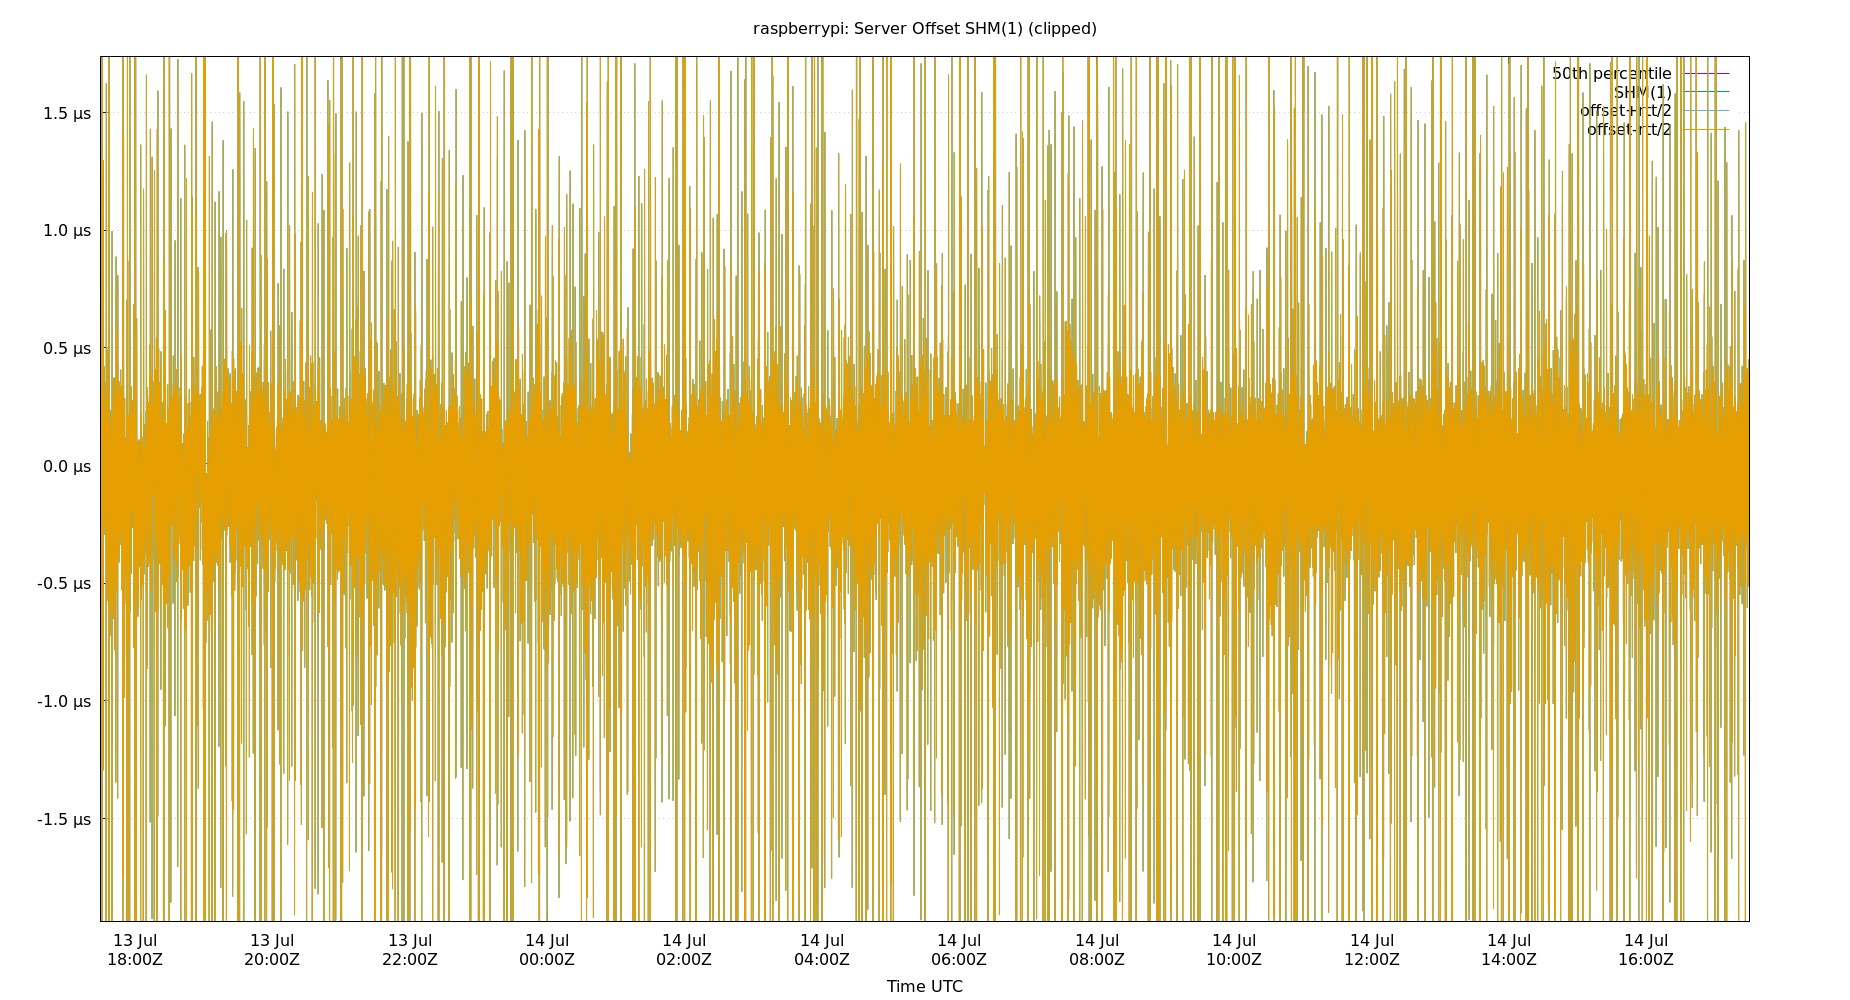 raspberrypi: Server Offset SHM(1) (clipped)
50th percentile
SHM(1)
offset+rtt/2
offset-rtt/2
1.5 µs
1.0 µs
0.5 µs
0.0 µs
-0.5 µs
-1.0 µs
-1.5 µs
13 Jul 13 Jul 13 Jul 14 Jul 14 Jul 14 Jul 14 Jul 14 Jul 14 Jul 14 Jul 14 Jul 14 Jul
18:00Z 20:00Z 22:00Z 00:00Z 02:00Z 04:00Z 06:00Z 08:00Z 10:00Z 12:00Z 14:00Z 16:00Z
Time UTC